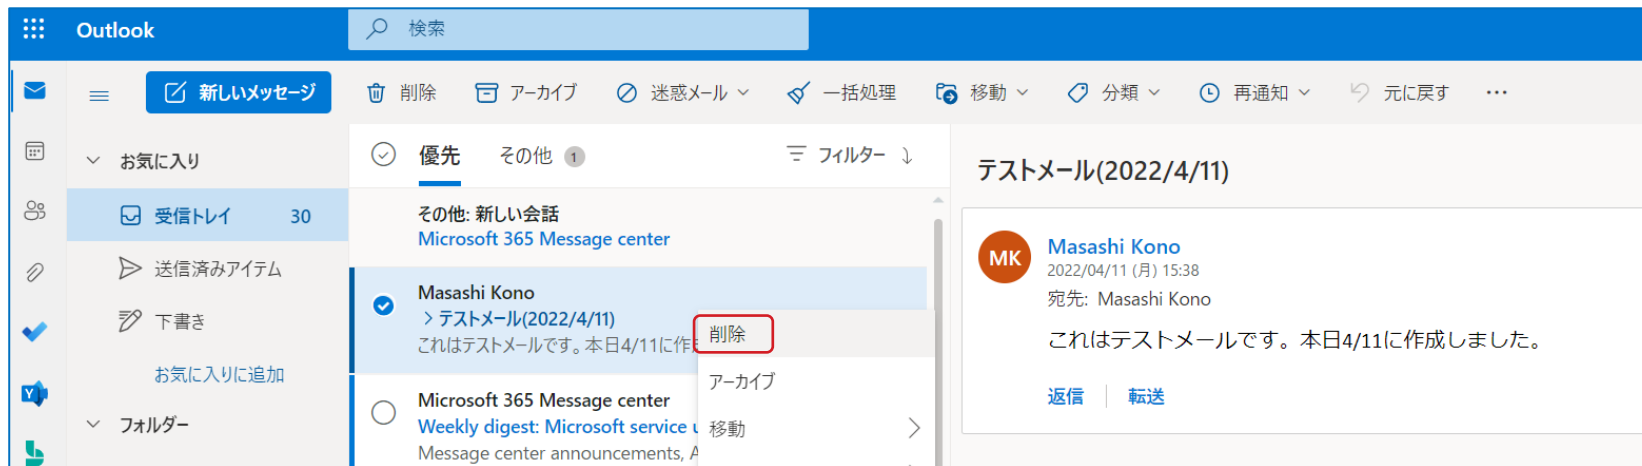 Outlook
検索
新しいメッセージ
削除
アーカイブ
迷惑メール
一括処理
移動
分類
再通知
元に戻す
お気に入り
受信トレイ 30
送信済みアイテム
下書き
お気に入りに追加
フォルダー
優先
その他 1
フィルター
その他: 新しい会話
Microsoft 365 Message center
Masashi Kono
テストメール(2022/4/11)
これはテストメールです。本日4/11に作
Microsoft 365 Message center
Weekly digest: Microsoft service
Message center announcements,
削除
アーカイブ
移動
テストメール(2022/4/11)
MK
Masashi Kono
2022/04/11 (月) 15:38
宛先: Masashi Kono
これはテストメールです。本日4/11に作成しました。
返信
転送